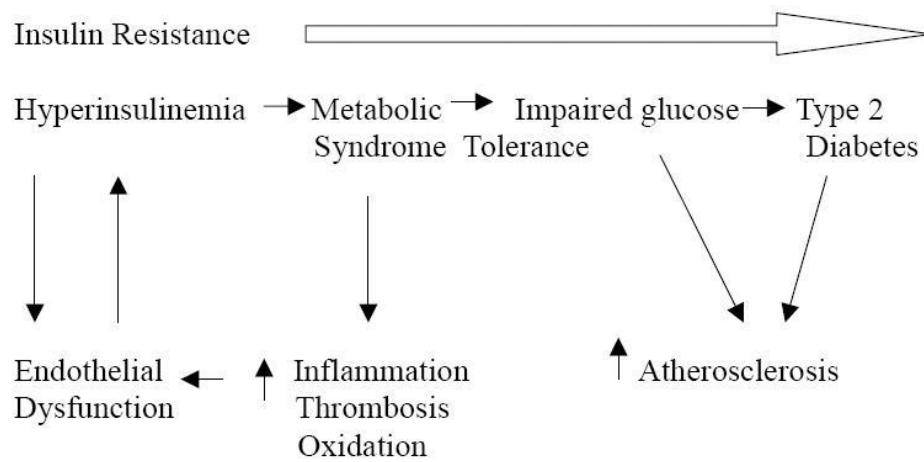 Insulin Resistance
Hyperinsulinemia Metabolic Impaired glucose Type 2
Syndrome Tolerance Diabetes
Endothelial Inflammation Atherosclerosis
Dysfunction Thrombosis
Oxidation